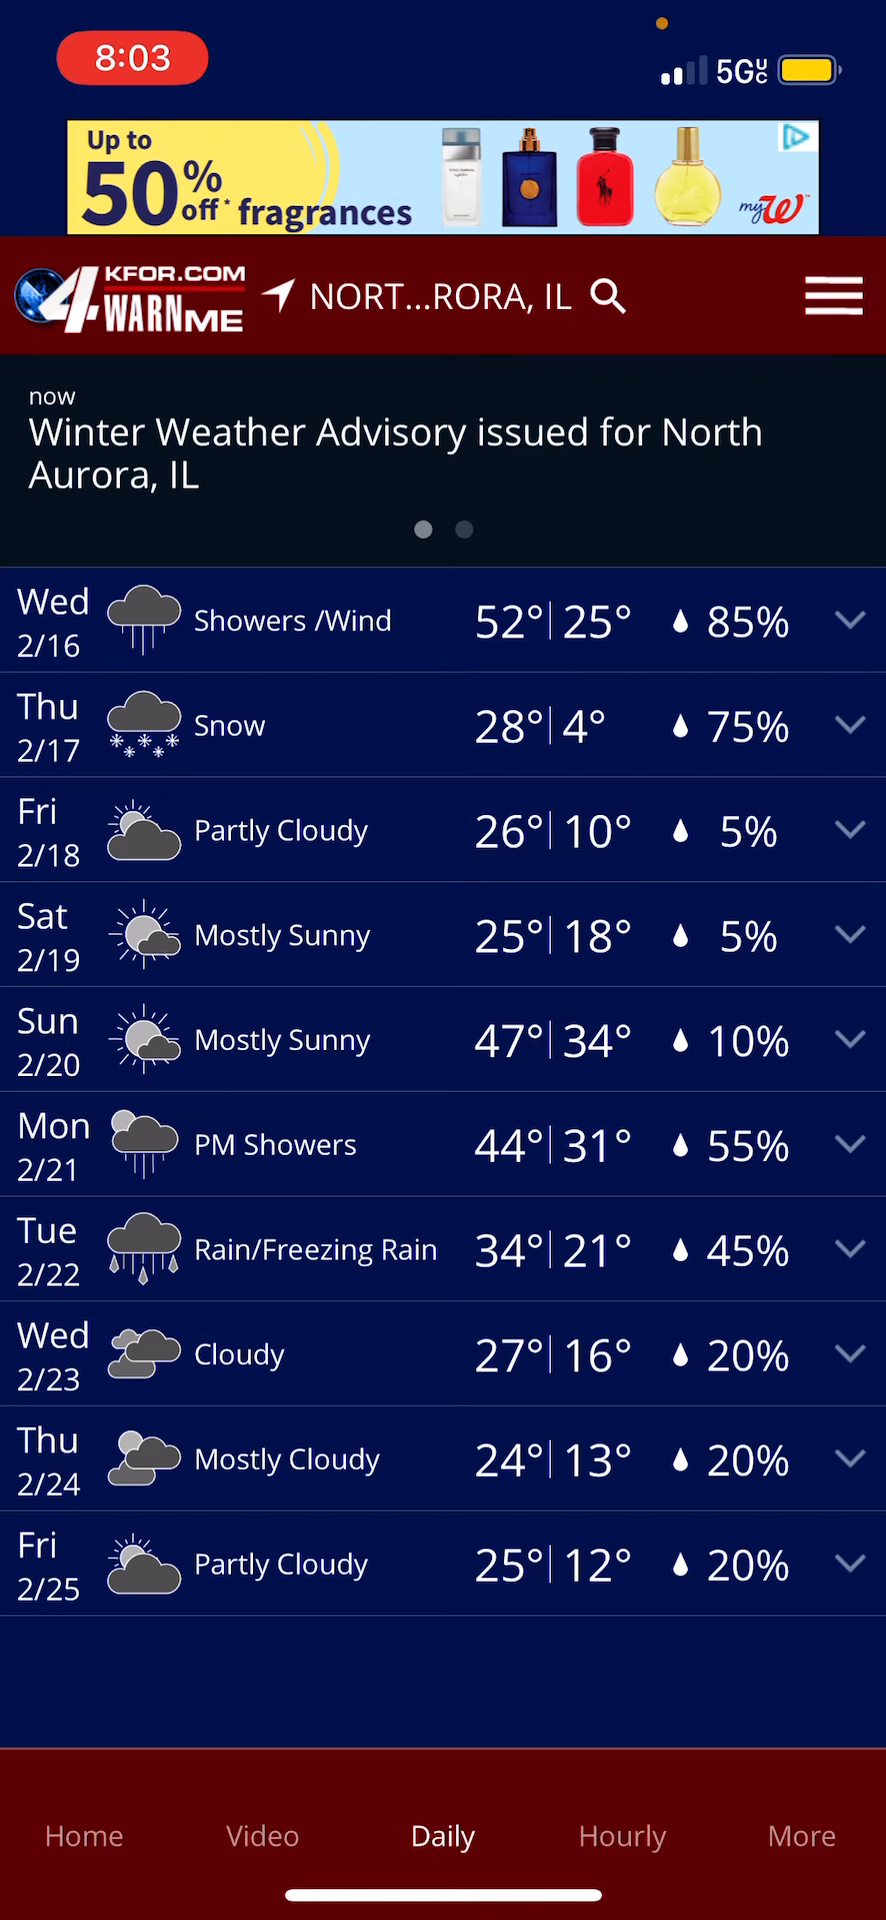 8:03
5GUC
Up to
50%
off* fragrances
myW™
4 KFOR.COM
WARN ME
NORT...RORA, IL
now
Winter Weather Advisory issued for North
Aurora, IL
Wed
2/16
Showers /Wind 52°| 25° 85%
Thu
2/17
Snow 28°| 4° 75%
Fri
2/18
Partly Cloudy 26°| 10° 5%
Sat
2/19
Mostly Sunny 25°| 18° 5%
Sun
2/20
Mostly Sunny 47°| 34° 10%
Mon
2/21
PM Showers 44°| 31° 55%
Tue
2/22
Rain/Freezing Rain 34°| 21° 45%
Wed
2/23
Cloudy 27°| 16° 20%
Thu
2/24
Mostly Cloudy 24°| 13° 20%
Fri
2/25
Partly Cloudy 25°| 12° 20%
Home Video Daily Hourly More